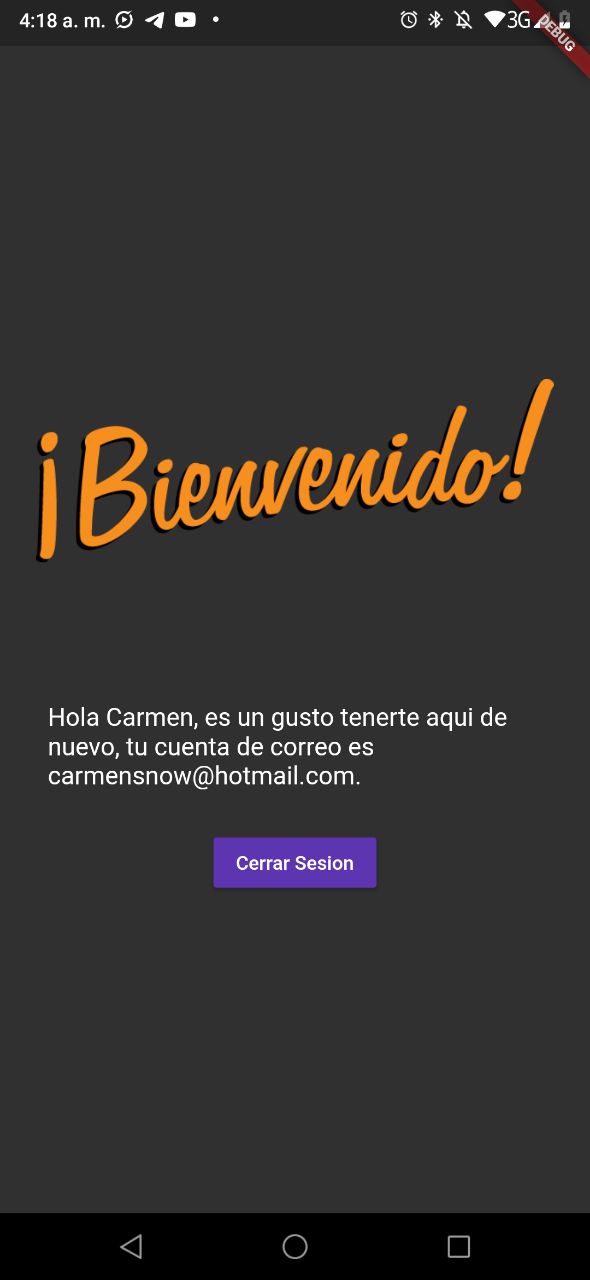 4:18 a. m.
3G
DEBUG
¡Bienvenido!
Hola Carmen, es un gusto tenerte aqui de
nuevo, tu cuenta de correo es
carmensnow@hotmail.com.
Cerrar Sesion